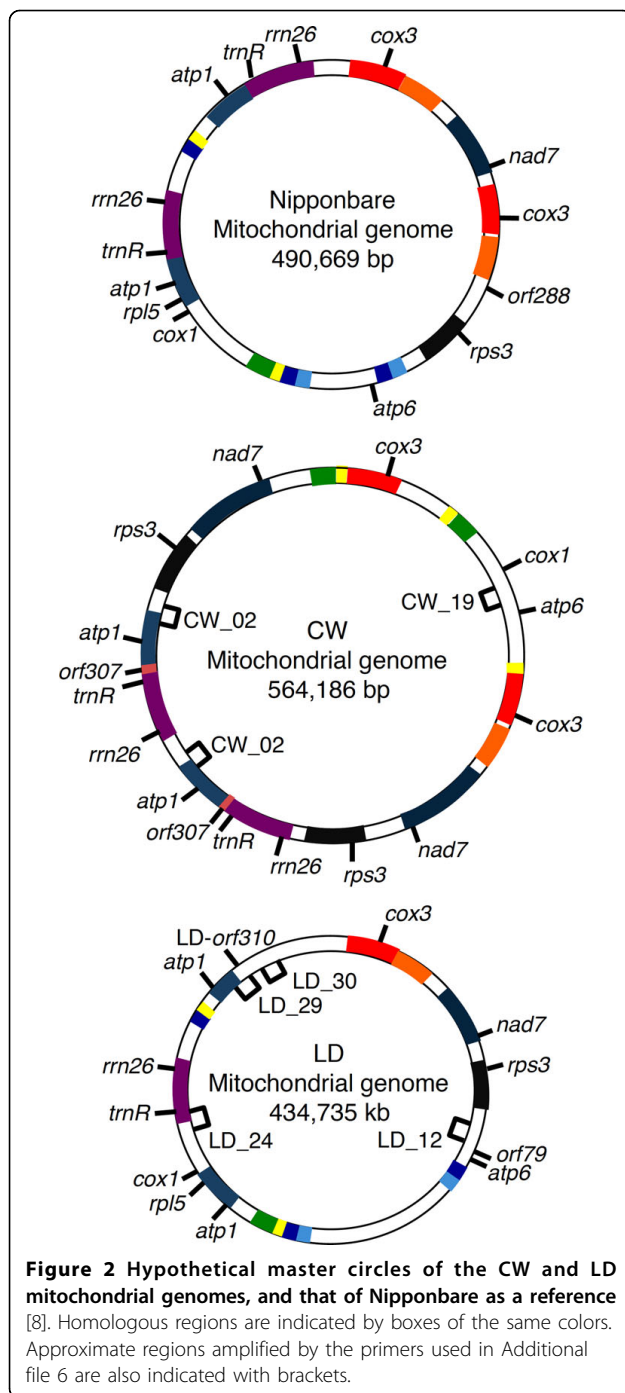 cox3
rrn26
trnR
atp1
nad7
rrn26
cox3
Nipponbare
Mitochondrial genome
490,669 bp
trnR
atp1
rpl5
cox1
orf288
rps3
atp6
cox3
nad7
rps3
cox1
CW_19
atp6
CW_02
CW
Mitochondrial genome
564,186 bp
atp1
orf307
trnR
cox3
rrn26
CW_02
atp1
orf307
trnR
rrn26
rps3
nad7
cox3
LD-orf310
atp1
LD_30
LD_29
nad7
rrn26
rps3
LD
Mitochondrial genome
434,735 kb
trnR
LD_24
LD_12
orf79
atp6
cox1
rpl5
atp1
Figure 2 Hypothetical master circles of the CW and LD
mitochondrial genomes, and that of Nipponbare as a reference
[8]. Homologous regions are indicated by boxes of the same colors.
Approximate regions amplified by the primers used in Additional
file 6 are also indicated with brackets.